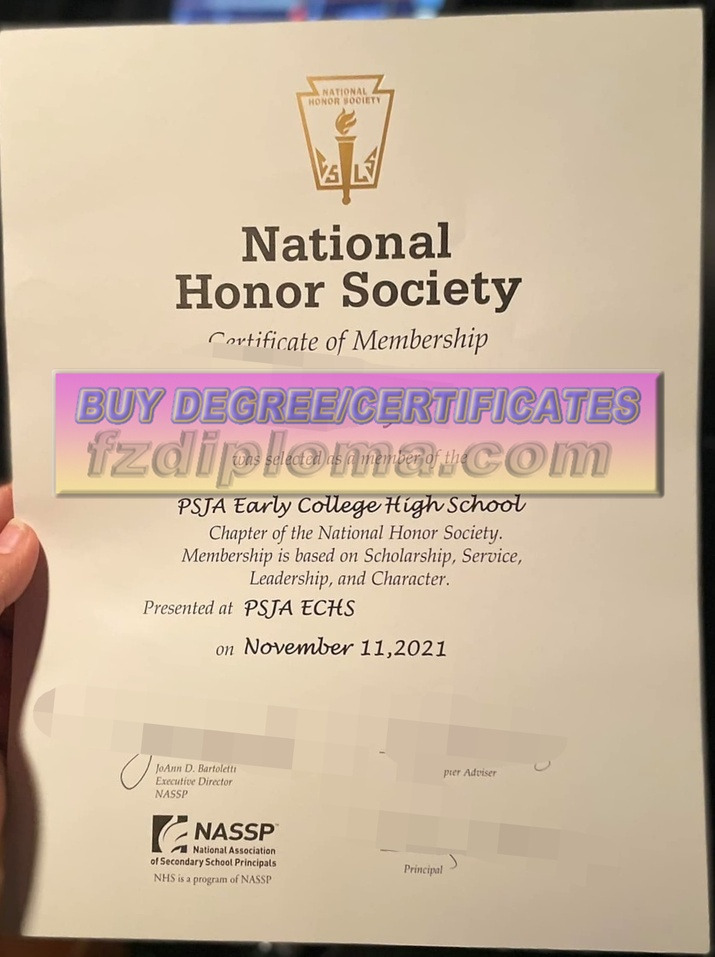 NATIONAL
HONOR SOCIETY
C S L S
National
Honor Society
Certificate of Membership
BUY DEGREE/CERTIFICATES
fzdiploma.com
was selected as a member of the
PSJA Early College High School
Chapter of the National Honor Society.
Membership is based on Scholarship, Service,
Leadership, and Character.
Presented at PSJA ECHS
on November 11,2021
JoAnn D. Bartoletti
Executive Director
NASSP
pter Adviser
NASSP™
National Association
of Secondary School Principals
NHS is a program of NASSP
Principal